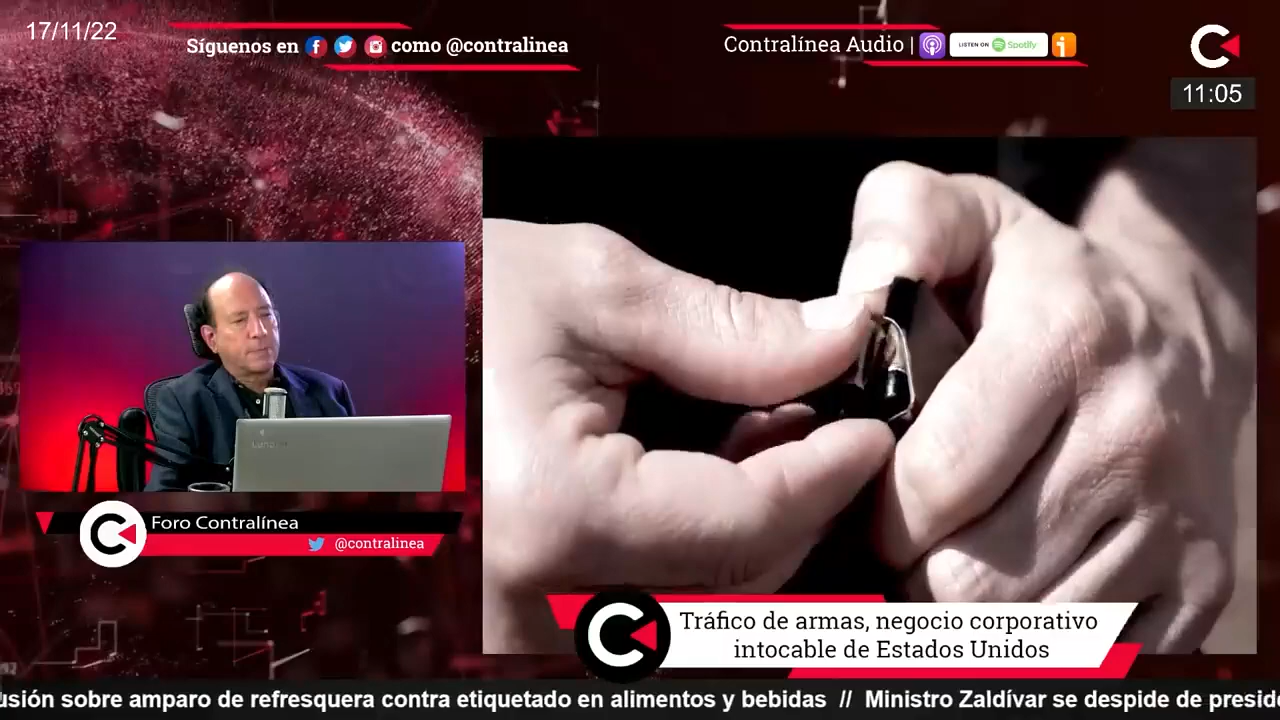 17/11/22
Síguenos en
como @contralinea
Contralínea Audio |
LISTEN ON Spotify
11:05
Foro Contralínea
@contralinea
Tráfico de armas, negocio corporativo
intocable de Estados Unidos
usión sobre amparo de refresquera contra etiquetado en alimentos y bebidas // Ministro Zaldívar se despide de presid